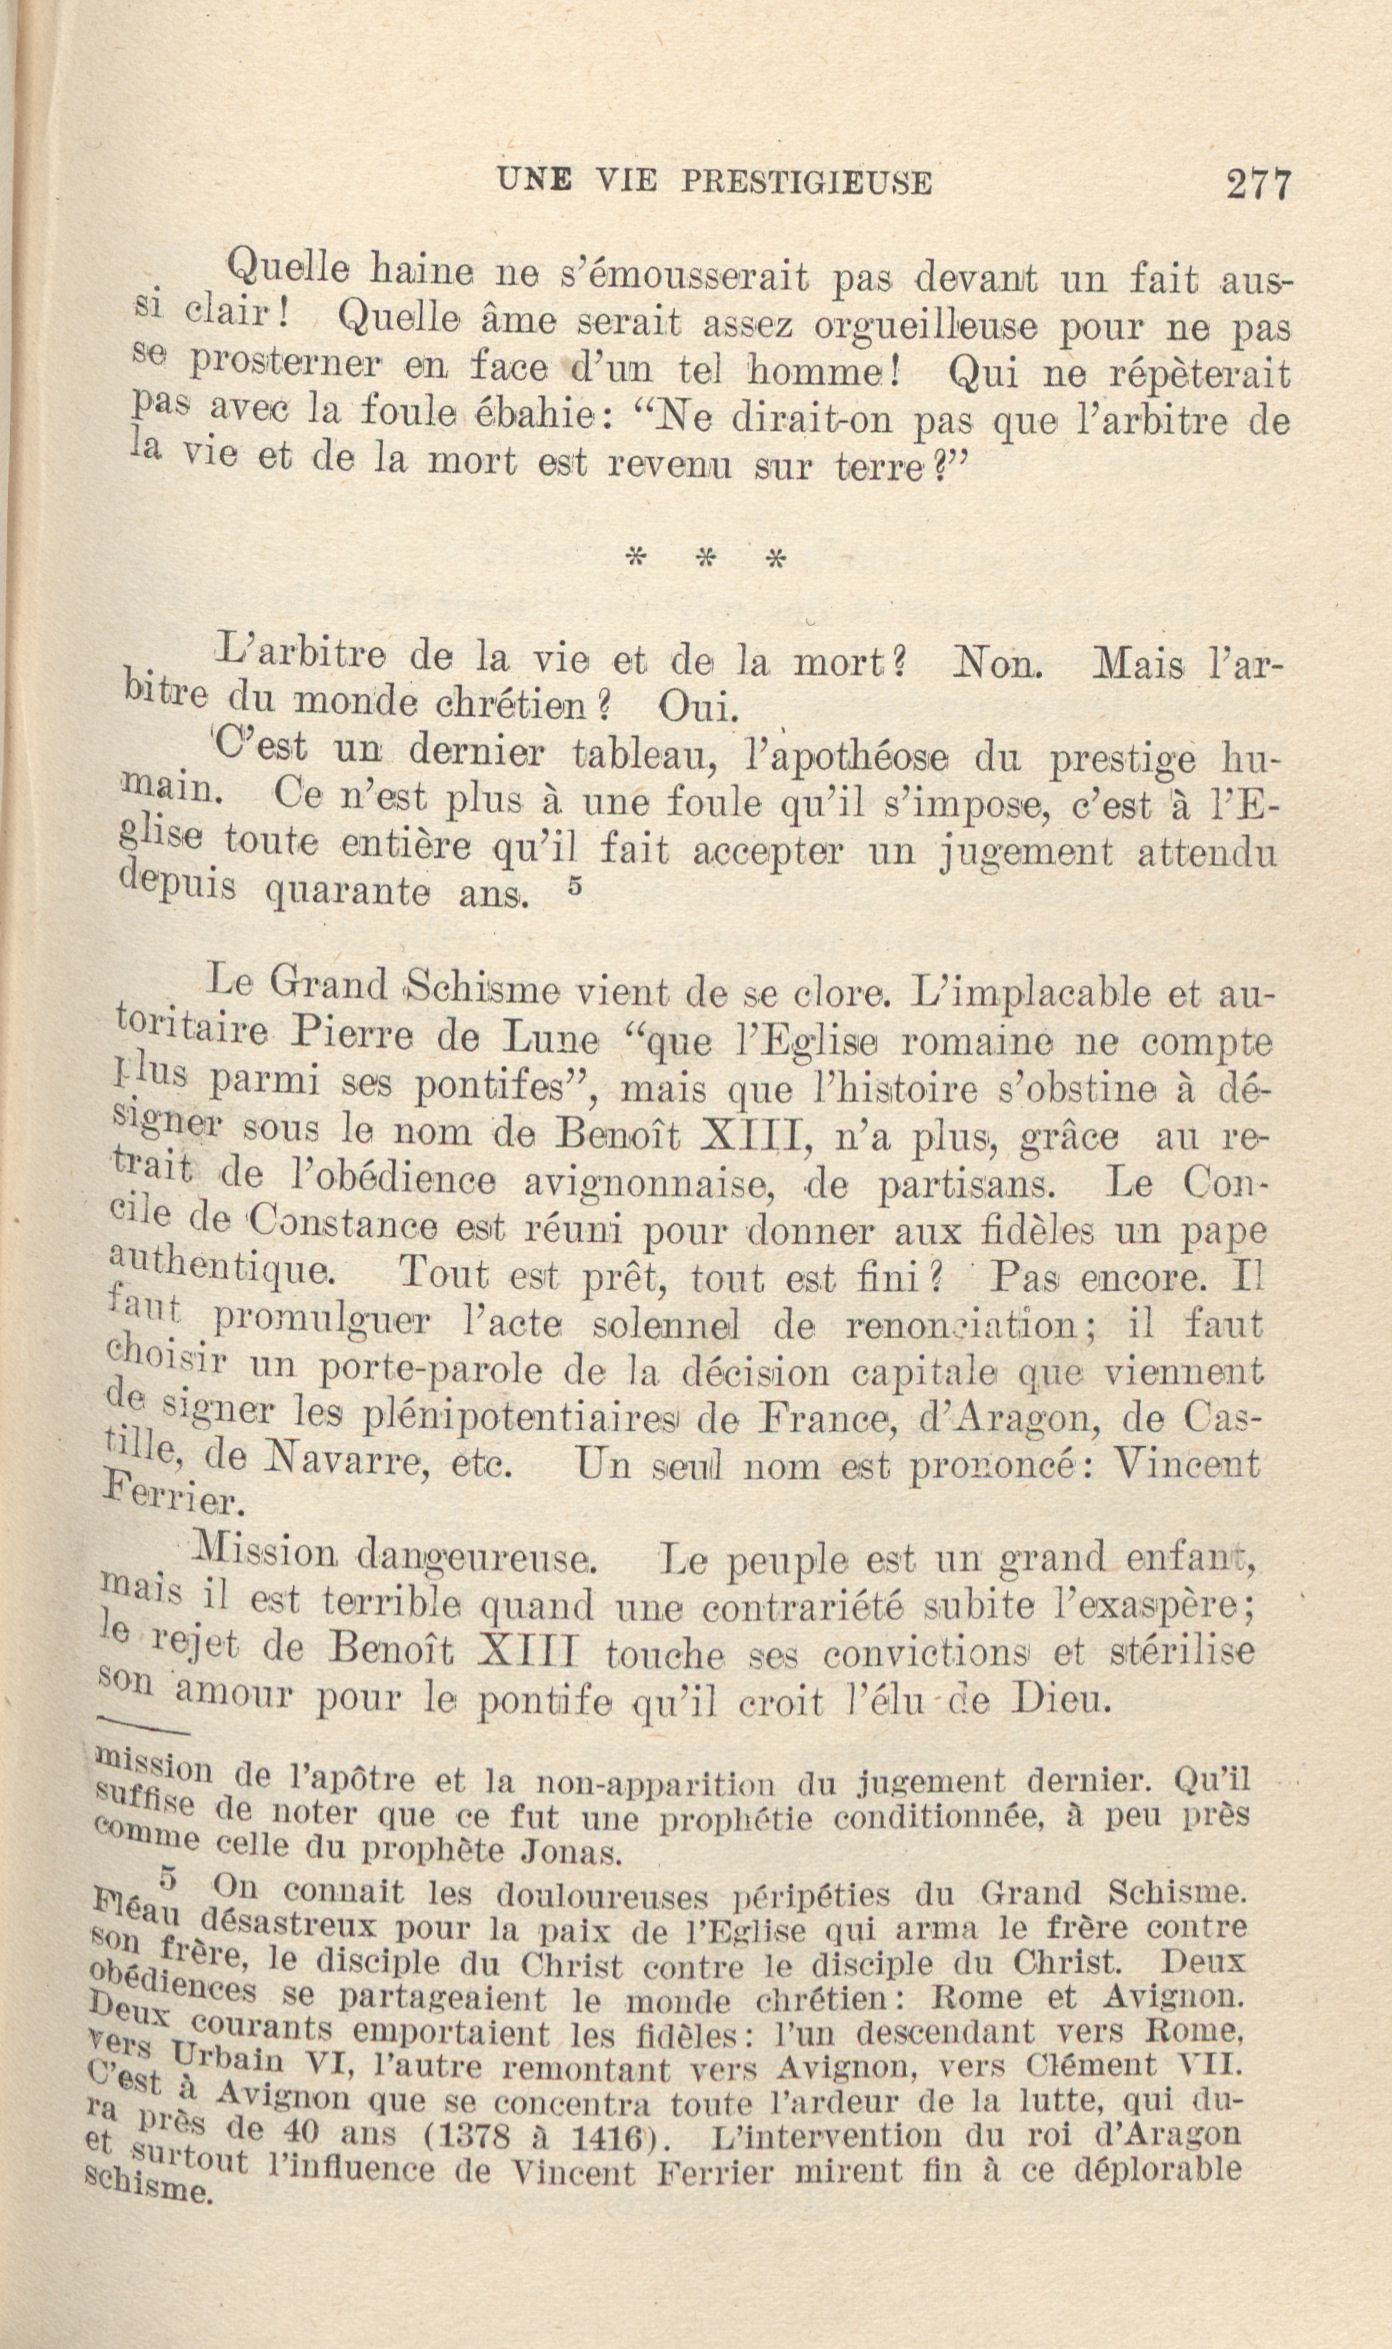 UNE VIE PRESTIGIEUSE 277
Quelle haine ne s'émousserait pas devant un fait aus-
si clair! Quelle âme serait assez orgueilleuse pour ne pas
se prosterner en face d'un tel homme! Qui ne répèterait
pas avec la foule ébahie: “Ne dirait-on pas que l'arbitre de
la vie et de la mort est revenu sur terre?”
* * *
L'arbitre de la vie et de la mort? Non. Mais l'ar-
bitre du monde chrétien? Oui.
C'est un dernier tableau, l'apothéose du prestige hu-
main. Ce n'est plus à une foule qu'il s'impose, c'est à l'E-
glise toute entière qu'il fait accepter un jugement attendu
depuis quarante ans. 5
Le Grand Schisme vient de se clore. L'implacable et au-
toritaire Pierre de Lune “que l'Eglise romaine ne compte
plus parmi ses pontifes”, mais que l'histoire s'obstine à dé-
signer sous le nom de Benoît XIII, n'a plus, grâce au re-
trait de l'obédience avignonnaise, de partisans. Le Con-
cile de Constance est réuni pour donner aux fidèles un pape
authentique. Tout est prêt, tout est fini? Pas encore. Il
faut promulguer l'acte solennel de renonciation; il faut
choisir un porte-parole de la décision capitale que viennent
de signer les plénipotentiaires de France, d'Aragon, de Cas-
tille, de Navarre, etc. Un seul nom est prononcé: Vincent
Ferrier.
Mission dangeureuse. Le peuple est un grand enfant,
mais il est terrible quand une contrariété subite l'exaspère;
le rejet de Benoît XIII touche ses convictions et stérilise
son amour pour le pontife qu'il croit l'élu de Dieu.
mission de l'apôtre et la non-apparition du jugement dernier. Qu'il
suffise de noter que ce fut une prophétie conditionnée, à peu près
comme celle du prophète Jonas.
5 On connait les douloureuses péripéties du Grand Schisme.
Fléau désastreux pour la paix de l'Eglise qui arma le frère contre
son frère, le disciple du Christ contre le disciple du Christ. Deux
obédiences se partageaient le monde chrétien: Rome et Avignon.
Deux courants emportaient les fidèles: l'un descendant vers Rome,
vers Urbain VI, l'autre remontant vers Avignon, vers Clément VII.
C'est à Avignon que se concentra toute l'ardeur de la lutte, qui du-
ra près de 40 ans (1378 à 1416). L'intervention du roi d'Aragon
et surtout l'influence de Vincent Ferrier mirent fin à ce déplorable
schisme.